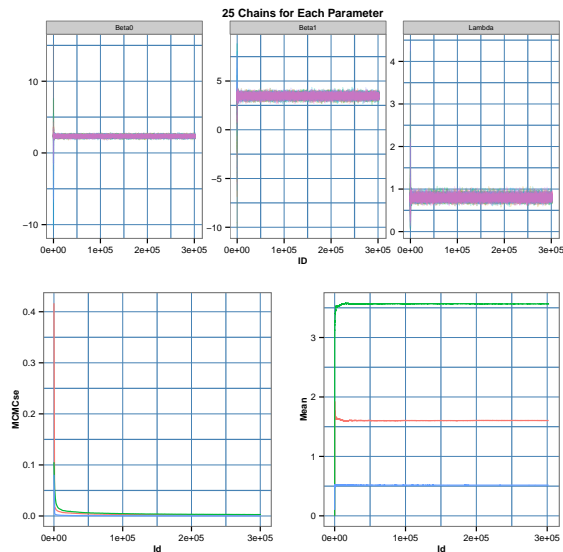 25 Chains for Each Parameter
Beta0 Beta1 Lambda
10
0
−10
5
0
−5
−10
4
3
2
1
0
0e+00 1e+05 2e+05 3e+05 0e+00 1e+05 2e+05 3e+05 0e+00 1e+05 2e+05 3e+05
ID
MCMCse
0.4
0.3
0.2
0.1
0.0
0e+00 1e+05 2e+05 3e+05
Id
Mean
3
2
1
0
0e+00 1e+05 2e+05 3e+05
Id